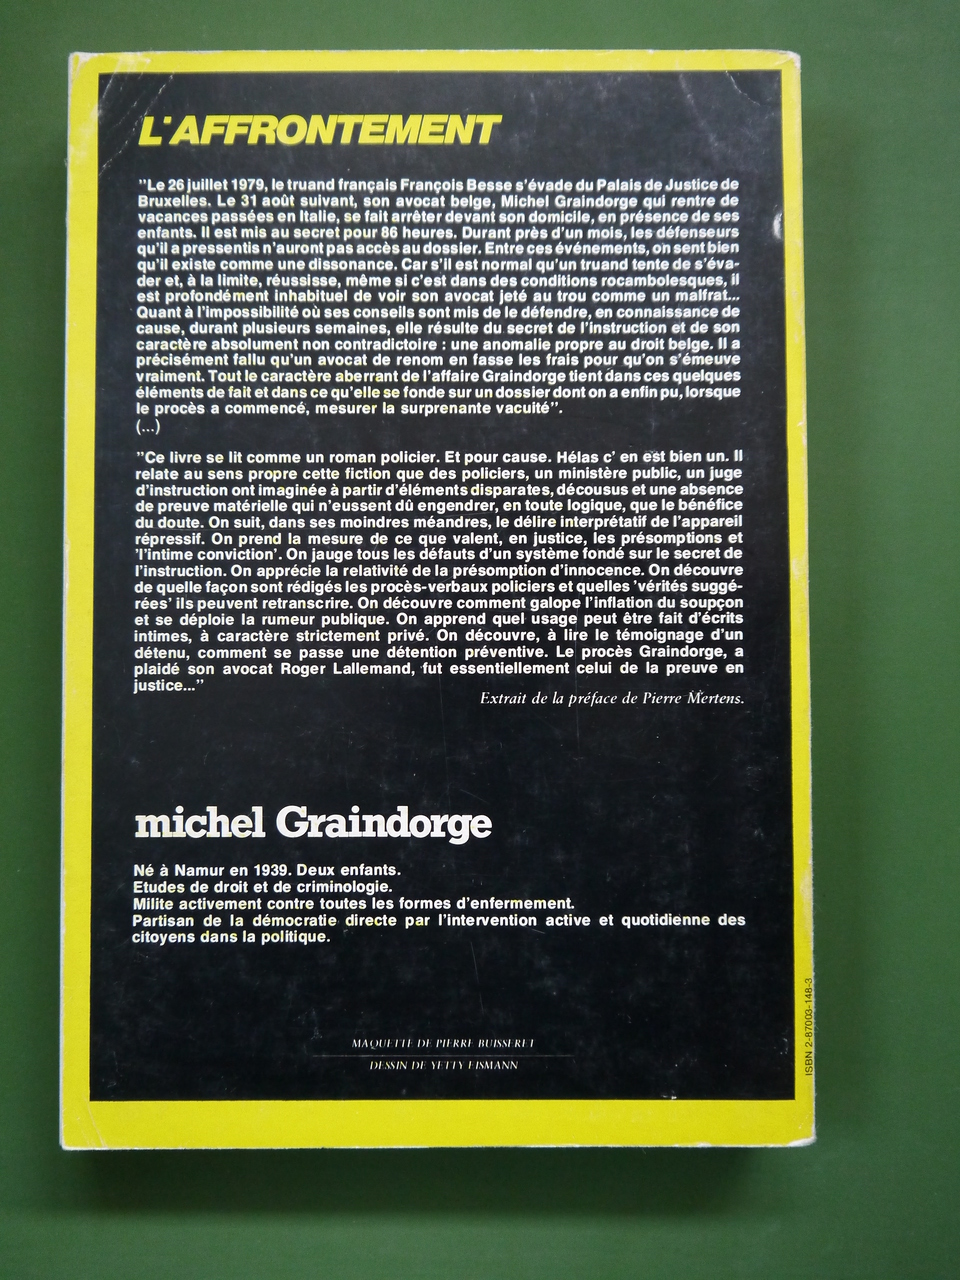 L'AFFRONTEMENT
"Le 26 juillet 1979, le truand français François Besse s'évade du Palais de Justice de
Bruxelles. Le 31 août suivant, son avocat belge, Michel Graindorge qui rentre de
vacances passées en Italie, se fait arrêter devant son domicile, en présence de ses
enfants. Il est mis au secret pour 86 heures. Durant près d'un mois, les défenseurs
qu'il a pressentis n'auront pas accès au dossier. Entre ces événements, on sent bien
qu'il existe comme une dissonance. Car s'il est normal qu'un truand tente de s'éva-
der et, à la limite, réussisse, même si c'est dans des conditions rocambolesques, il
est profondément inhabituel de voir son avocat jeté au trou comme un malfrat...
Quant à l'impossibilité où ses conseils sont mis de le défendre, en connaissance de
cause, durant plusieurs semaines, elle résulte du secret de l'instruction et de son
caractère absolument non contradictoire : une anomalie propre au droit belge. Il a
précisément fallu qu'un avocat de renom en fasse les frais pour qu'on s'émeuve
vraiment. Tout le caractère aberrant de l'affaire Graindorge tient dans ces quelques
éléments de fait et dans ce qu'elle se fonde sur un dossier dont on a enfin pu, lorsque
le procès a commencé, mesurer la surprenante vacuité".
(...)
"Ce livre se lit comme un roman policier. Et pour cause. Hélas c' en est bien un. Il
relate au sens propre cette fiction que des policiers, un ministère public, un juge
d'instruction ont imaginée à partir d'éléments disparates, décousus et une absence
de preuve matérielle qui n'eussent dû engendrer, en toute logique, que le bénéfice
du doute. On suit, dans ses moindres méandres, le délire interprétatif de l'appareil
répressif. On prend la mesure de ce que valent, en justice, les présomptions et
'l'intime conviction'. On jauge tous les défauts d'un système fondé sur le secret de
l'instruction. On apprécie la relativité de la présomption d'innocence. On découvre
de quelle façon sont rédigés les procès-verbaux policiers et quelles 'vérités suggé-
rées' ils peuvent retranscrire. On découvre comment galope l'inflation du soupçon
et se déploie la rumeur publique. On apprend quel usage peut être fait d'écrits
intimes, à caractère strictement privé. On découvre, à lire le témoignage d'un
détenu, comment se passe une détention préventive. Le procès Graindorge, a
plaidé son avocat Roger Lallemand, fut essentiellement celui de la preuve en
justice..."
Extrait de la préface de Pierre Mertens.
michel Graindorge
Né à Namur en 1939. Deux enfants.
Etudes de droit et de criminologie.
Milite activement contre toutes les formes d'enfermement.
Partisan de la démocratie directe par l'intervention active et quotidienne des
citoyens dans la politique.
MAQUETTE DE PIERRE BUISSERET
DESSIN DE YETTY EISMANN
ISBN 2-87003-148-3